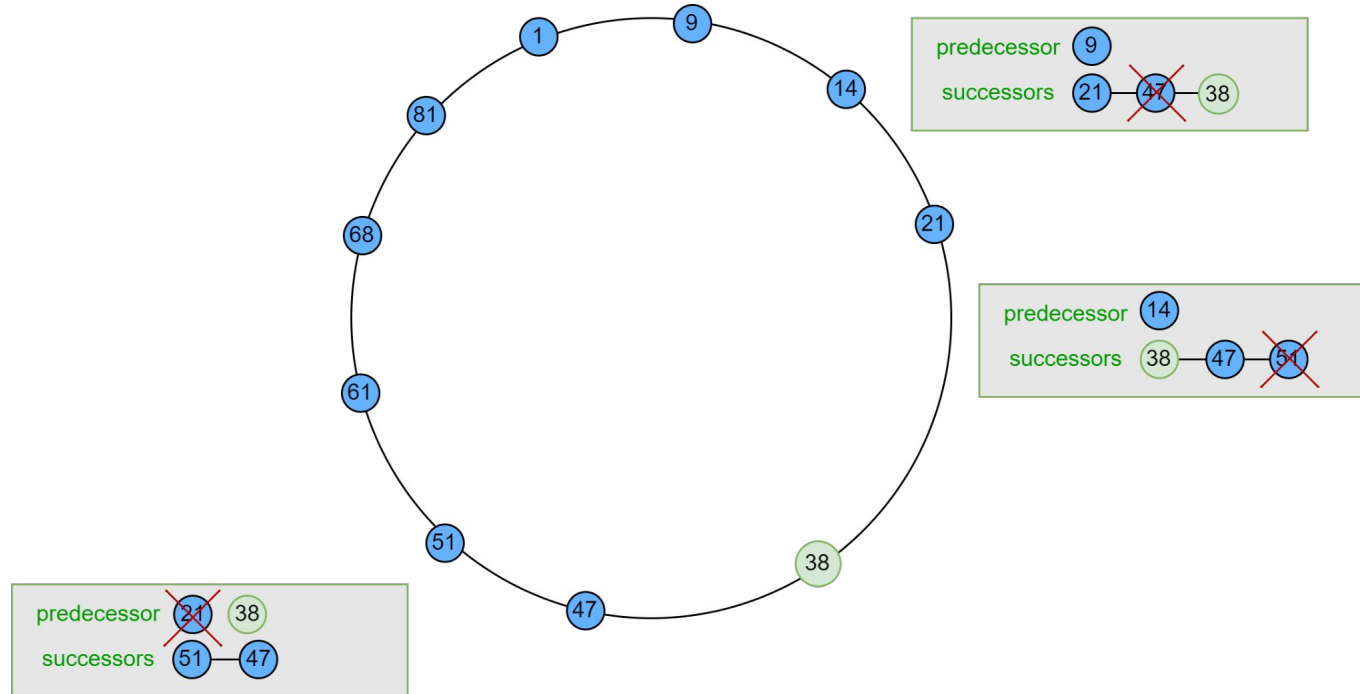 1
9
14
81
21
68
61
38
51
47
predecessor 9
successors 21 47 38
predecessor 14
successors 38 47 51
predecessor 21 38
successors 51 47